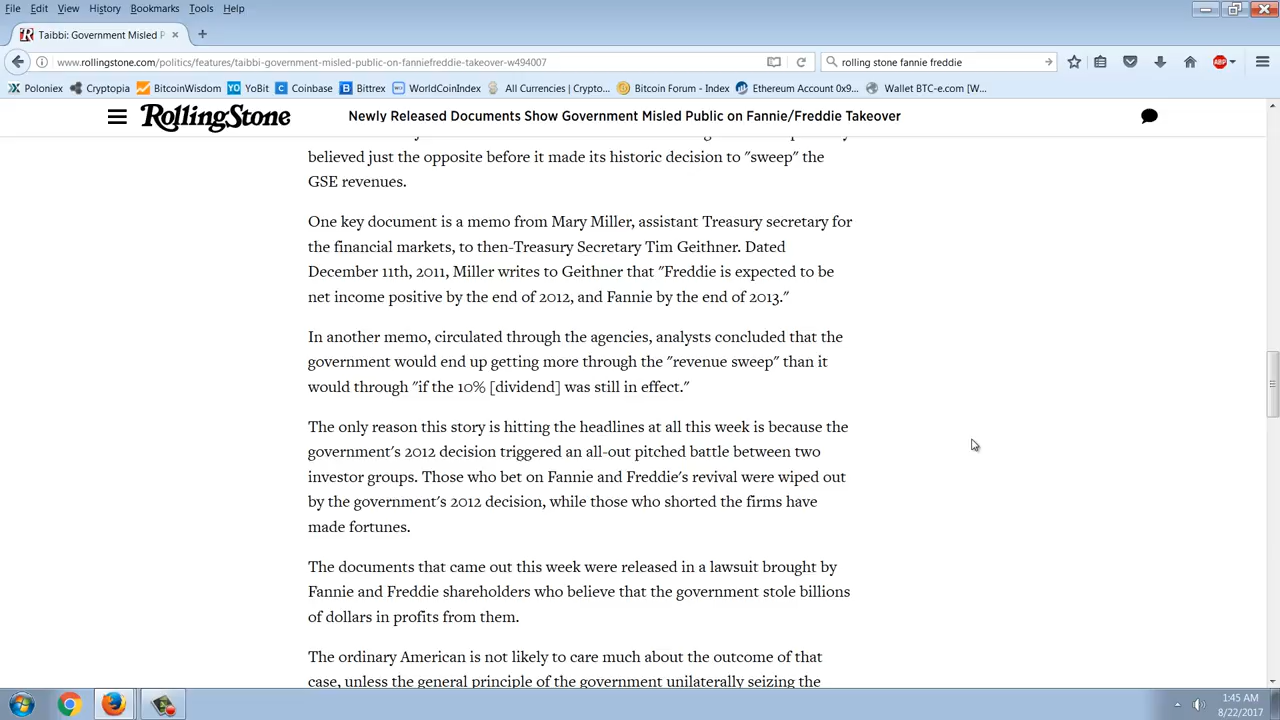 File Edit View History Bookmarks Tools Help
Taibbi: Government Misled P
www.rollingstone.com/politics/features/taibbi-government-misled-public-on-fanniefreddie-takeover-w494007
rolling stone fannie freddie
ABP
Poloniex Cryptopia BitcoinWisdom YO YoBit Coinbase Bittrex WorldCoinIndex All Currencies | Crypto... Bitcoin Forum - Index Ethereum Account 0x9... Wallet BTC-e.com [W...
RollingStone Newly Released Documents Show Government Misled Public on Fannie/Freddie Takeover
believed just the opposite before it made its historic decision to "sweep" the
GSE revenues.
One key document is a memo from Mary Miller, assistant Treasury secretary for
the financial markets, to then-Treasury Secretary Tim Geithner. Dated
December 11th, 2011, Miller writes to Geithner that "Freddie is expected to be
net income positive by the end of 2012, and Fannie by the end of 2013."
In another memo, circulated through the agencies, analysts concluded that the
government would end up getting more through the "revenue sweep" than it
would through "if the 10% [dividend] was still in effect."
The only reason this story is hitting the headlines at all this week is because the
government's 2012 decision triggered an all-out pitched battle between two
investor groups. Those who bet on Fannie and Freddie's revival were wiped out
by the government's 2012 decision, while those who shorted the firms have
made fortunes.
The documents that came out this week were released in a lawsuit brought by
Fannie and Freddie shareholders who believe that the government stole billions
of dollars in profits from them.
The ordinary American is not likely to care much about the outcome of that
case, unless the general principle of the government unilaterally seizing the
1:45 AM
8/22/2017